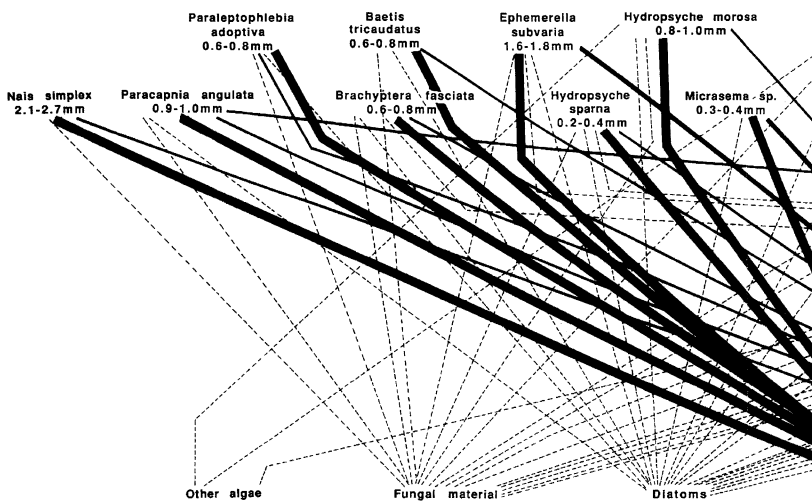 Paraleptophlebia
adoptiva
0.6-0.8mm
Baetis
tricaudatus
0.6-0.8mm
Ephemerella
subvaria
1.6-1.8mm
Hydropsyche morosa
0.8-1.0mm
Nais simplex
2.1-2.7mm
Paracapnia angulata
0.9-1.0mm
Brachyptera fasciata
0.6-0.8mm
Hydropsyche
sparna
0.2-0.4mm
Micrasema sp.
0.3-0.4mm
Other algae
Fungal material
Diatoms